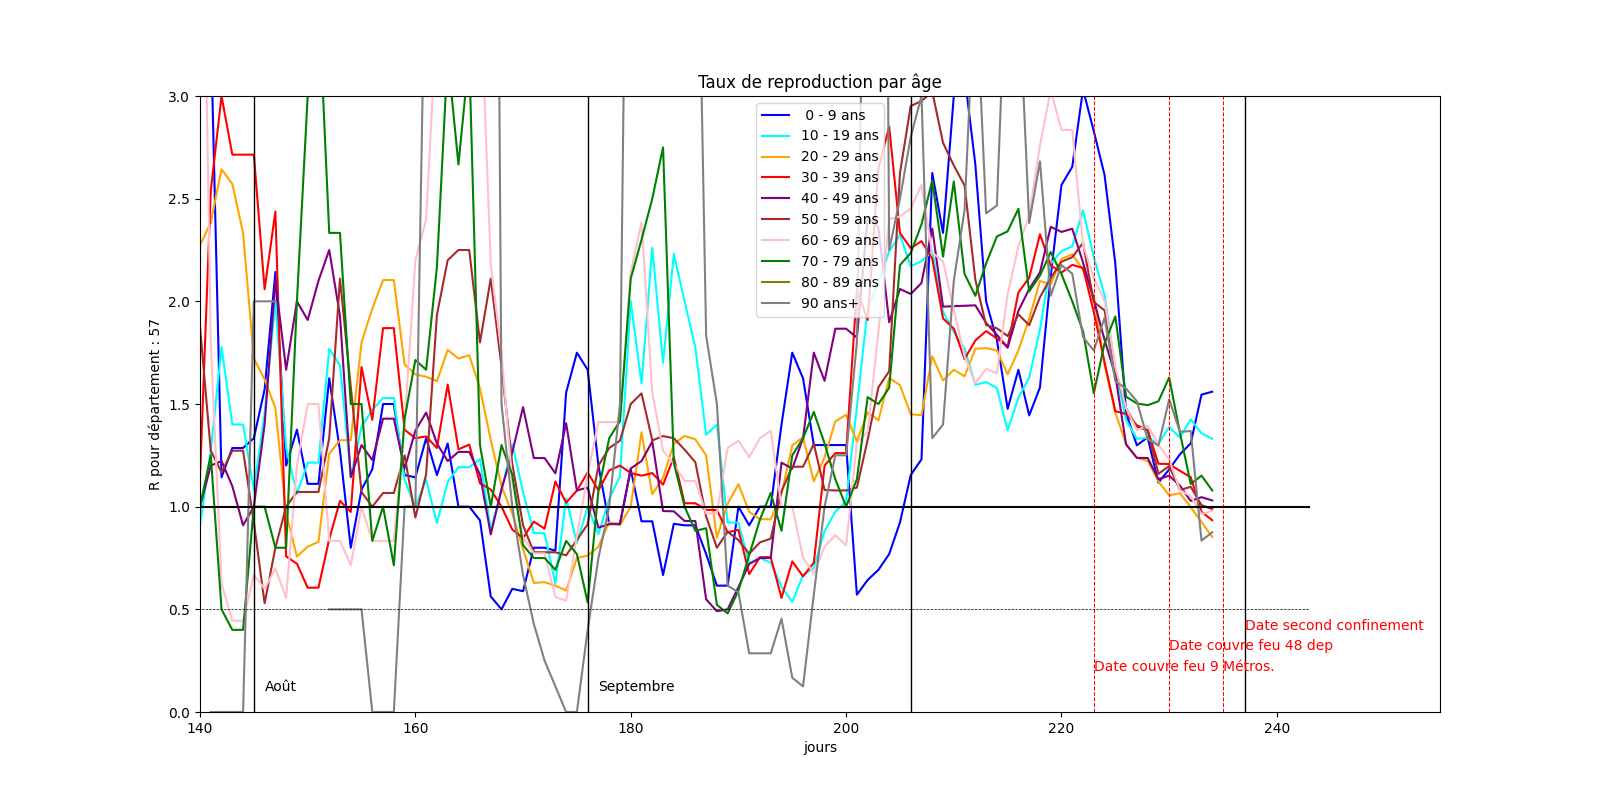 Taux de reproduction par âge
3.0
2.5
2.0
1.5
1.0
0.5
0.0
R pour département : 57
0 - 9 ans
10 - 19 ans
20 - 29 ans
30 - 39 ans
40 - 49 ans
50 - 59 ans
60 - 69 ans
70 - 79 ans
80 - 89 ans
90 ans+
Date second confinement
Date couvre feu 48 dep
Date couvre feu 9 Métros.
Août
Septembre
140
160
180
200
220
240
jours